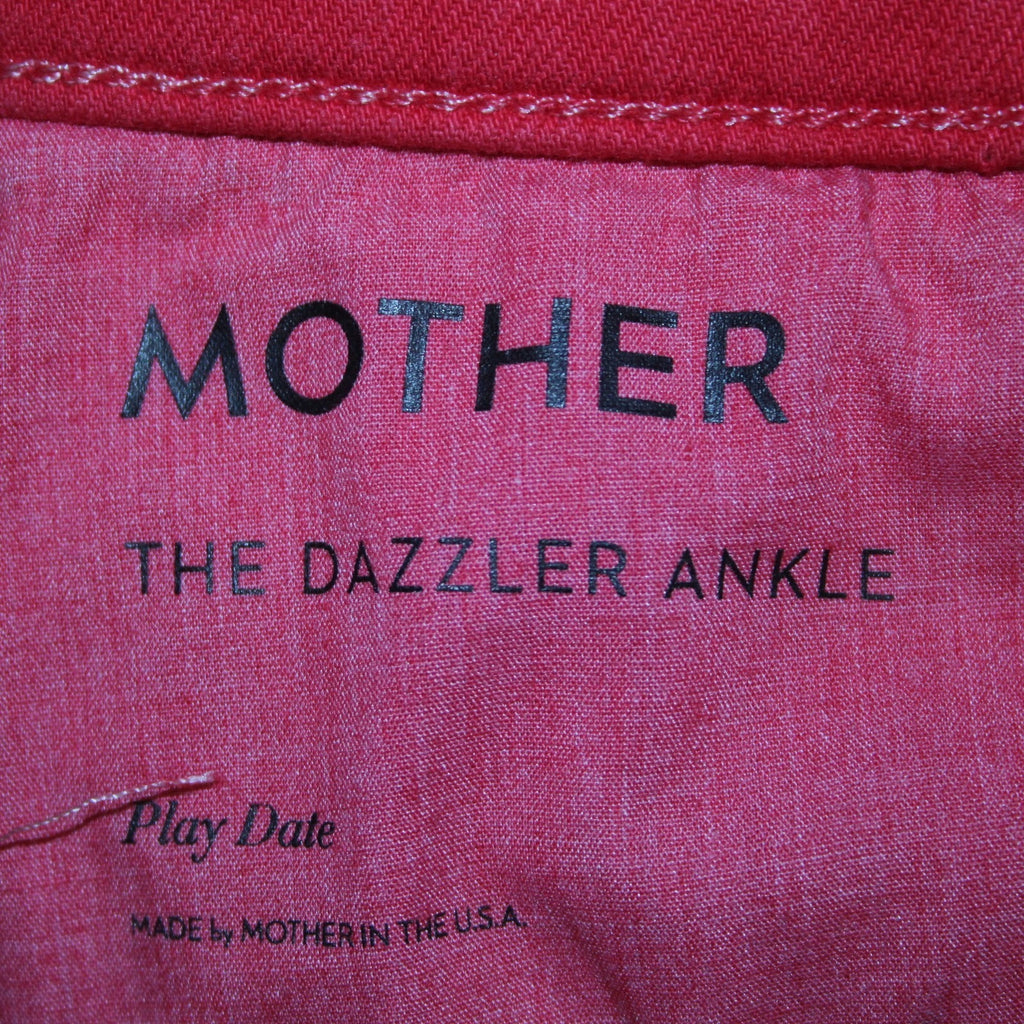 MOTHER
THE DAZZLER ANKLE
Play Date
MADE by MOTHER IN THE U.S.A.